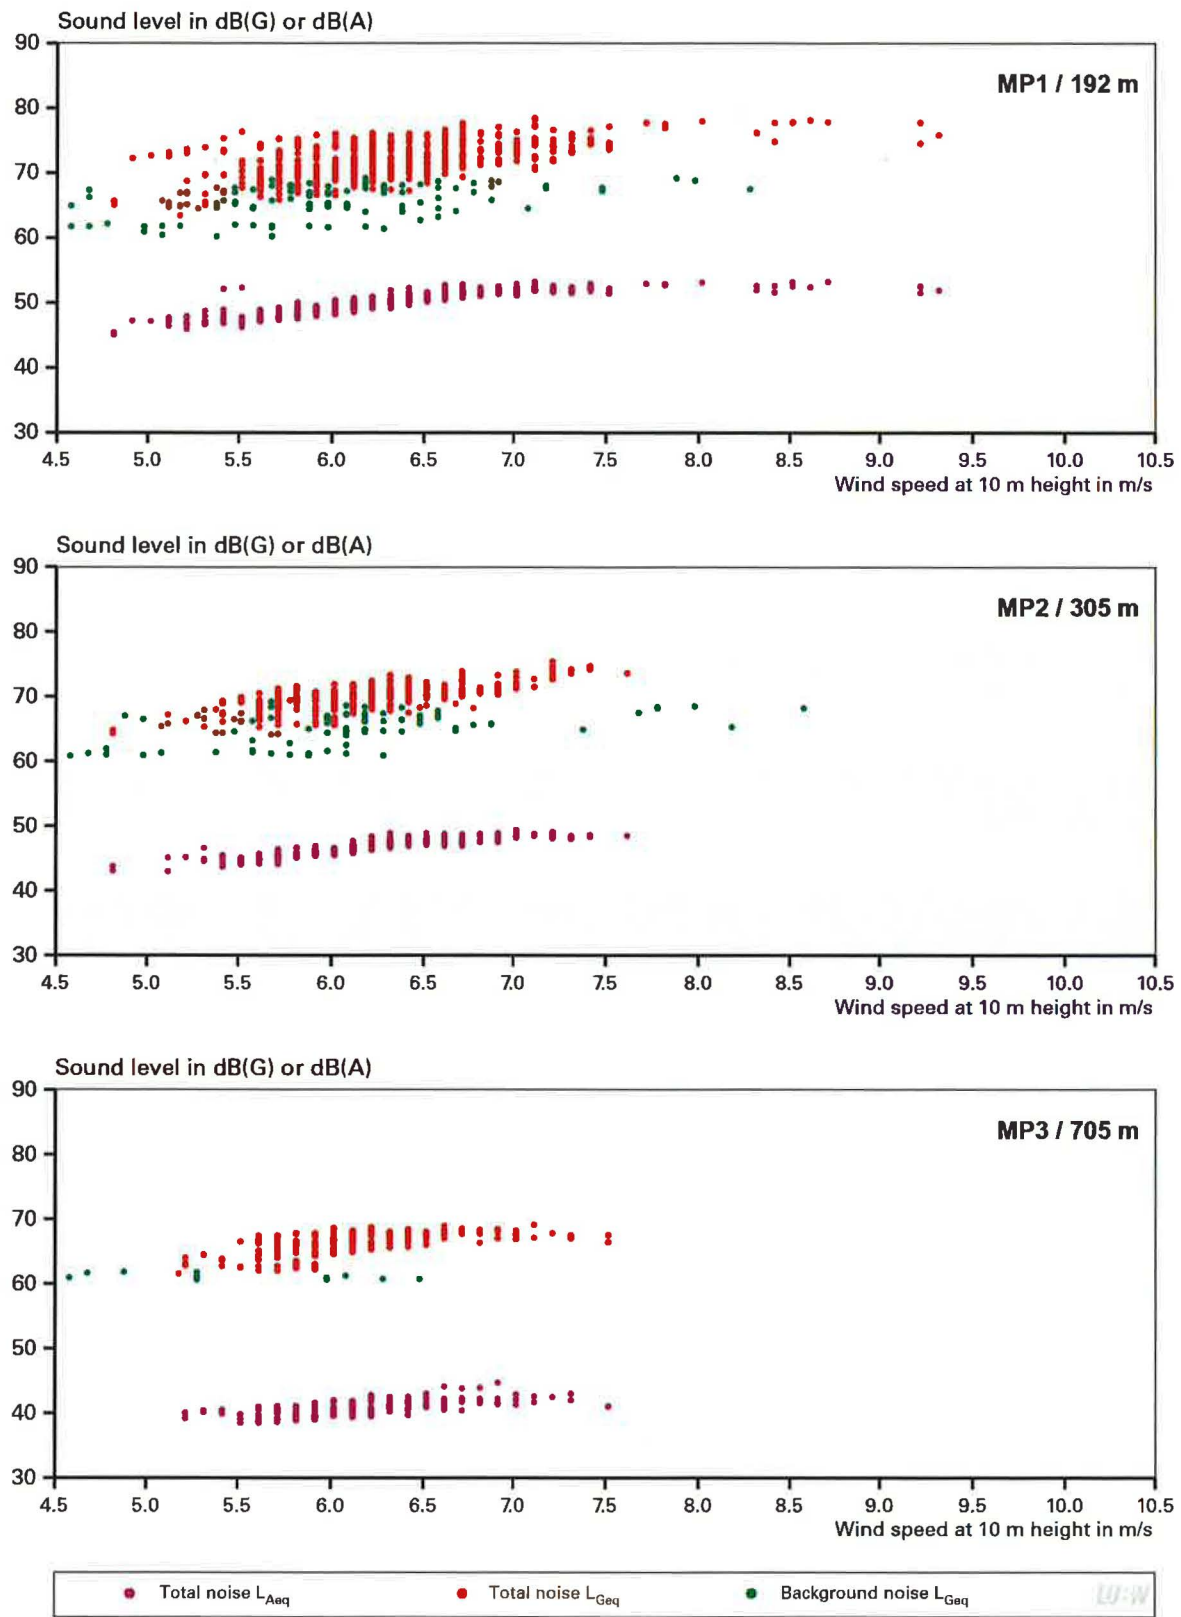 Sound level in dB(G) or dB(A)
90
MP1 / 192 m
80
70
60
50
40
30
4.5 5.0 5.5 6.0 6.5 7.0 7.5 8.0 8.5 9.0 9.5 10.0 10.5
Wind speed at 10 m height in m/s
Sound level in dB(G) or dB(A)
90
MP2 / 305 m
80
70
60
50
40
30
4.5 5.0 5.5 6.0 6.5 7.0 7.5 8.0 8.5 9.0 9.5 10.0 10.5
Wind speed at 10 m height in m/s
Sound level in dB(G) or dB(A)
90
MP3 / 705 m
80
70
60
50
40
30
4.5 5.0 5.5 6.0 6.5 7.0 7.5 8.0 8.5 9.0 9.5 10.0 10.5
Wind speed at 10 m height in m/s
Total noise LAeq Total noise LGeq Background noise LGeq